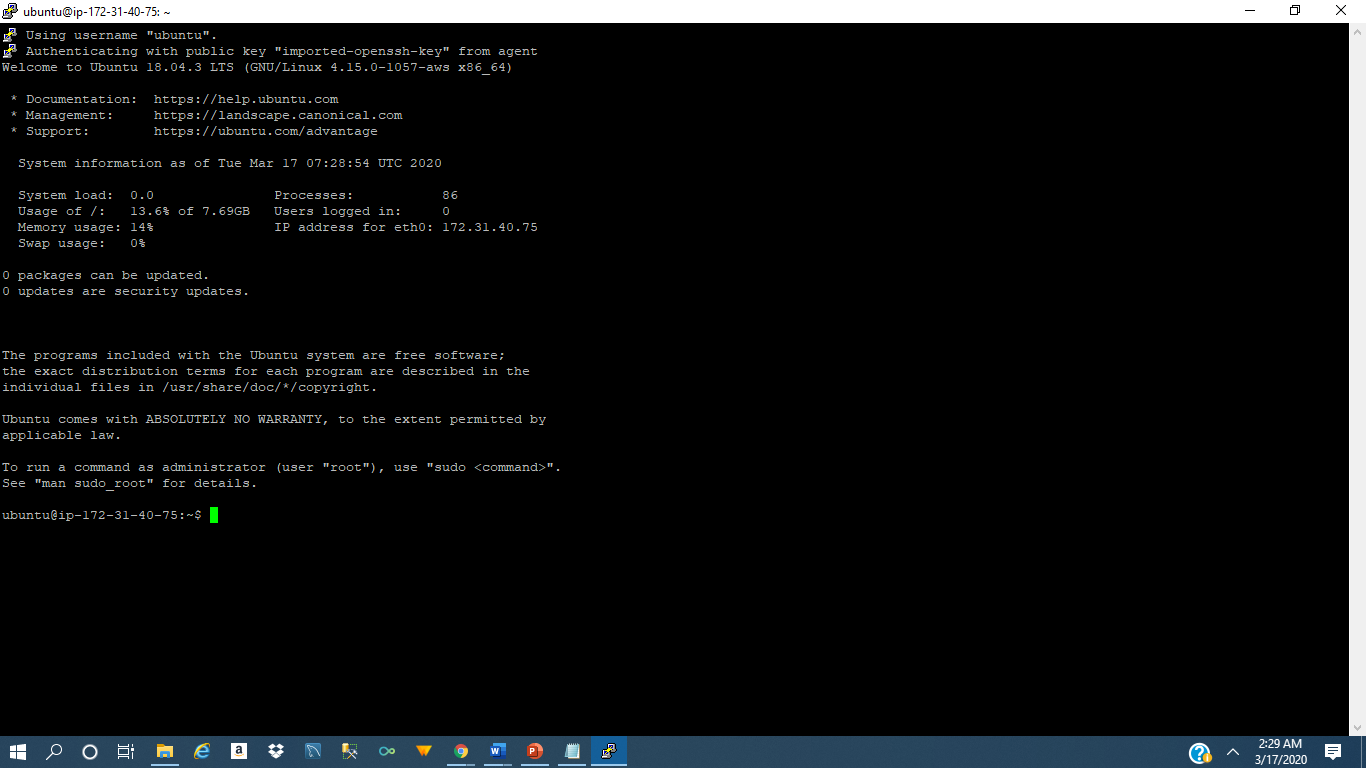 ubuntu@ip-172-31-40-75: ~
Using username "ubuntu".
Authenticating with public key "imported-openssh-key" from agent
Welcome to Ubuntu 18.04.3 LTS (GNU/Linux 4.15.0-1057-aws x86_64)
* Documentation:  https://help.ubuntu.com
* Management:     https://landscape.canonical.com
* Support:        https://ubuntu.com/advantage
System information as of Tue Mar 17 07:28:54 UTC 2020
System load:  0.0               Processes:           86
Usage of /:   13.6% of 7.69GB   Users logged in:     0
Memory usage: 14%               IP address for eth0: 172.31.40.75
Swap usage:   0%
0 packages can be updated.
0 updates are security updates.
The programs included with the Ubuntu system are free software;
the exact distribution terms for each program are described in the
individual files in /usr/share/doc/*/copyright.
Ubuntu comes with ABSOLUTELY NO WARRANTY, to the extent permitted by
applicable law.
To run a command as administrator (user "root"), use "sudo <command>".
See "man sudo_root" for details.
ubuntu@ip-172-31-40-75:~$
2:29 AM
3/17/2020